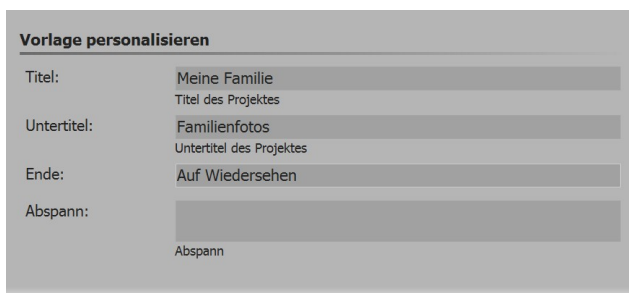 Vorlage personalisieren
Titel: Meine Familie
Titel des Projektes
Untertitel: Familienfotos
Untertitel des Projektes
Ende: Auf Wiedersehen
Abspann:
Abspann